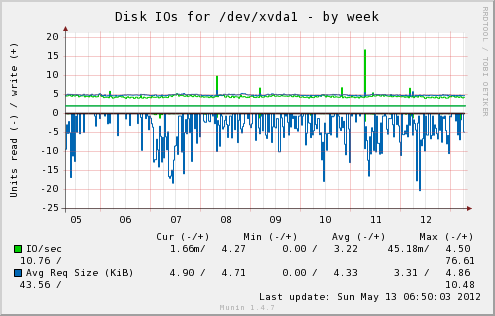 Disk IOs for /dev/xvda1 - by week
RRDTOOL / TOBI OETIKER
Units read (-) / write (+)
20
15
10
5
0
-5
-10
-15
-20
-25
05 06 07 08 09 10 11 12
Cur (-/+) Min (-/+) Avg (-/+) Max (-/+)
IO/sec 1.66m/ 4.27 0.00 / 3.22 45.18m/ 4.50
10.76 / 76.61
Avg Req Size (KiB) 4.90 / 4.71 0.00 / 4.33 3.31 / 4.86
43.56 / 10.48
Last update: Sun May 13 06:50:03 2012
Munin 1.4.7